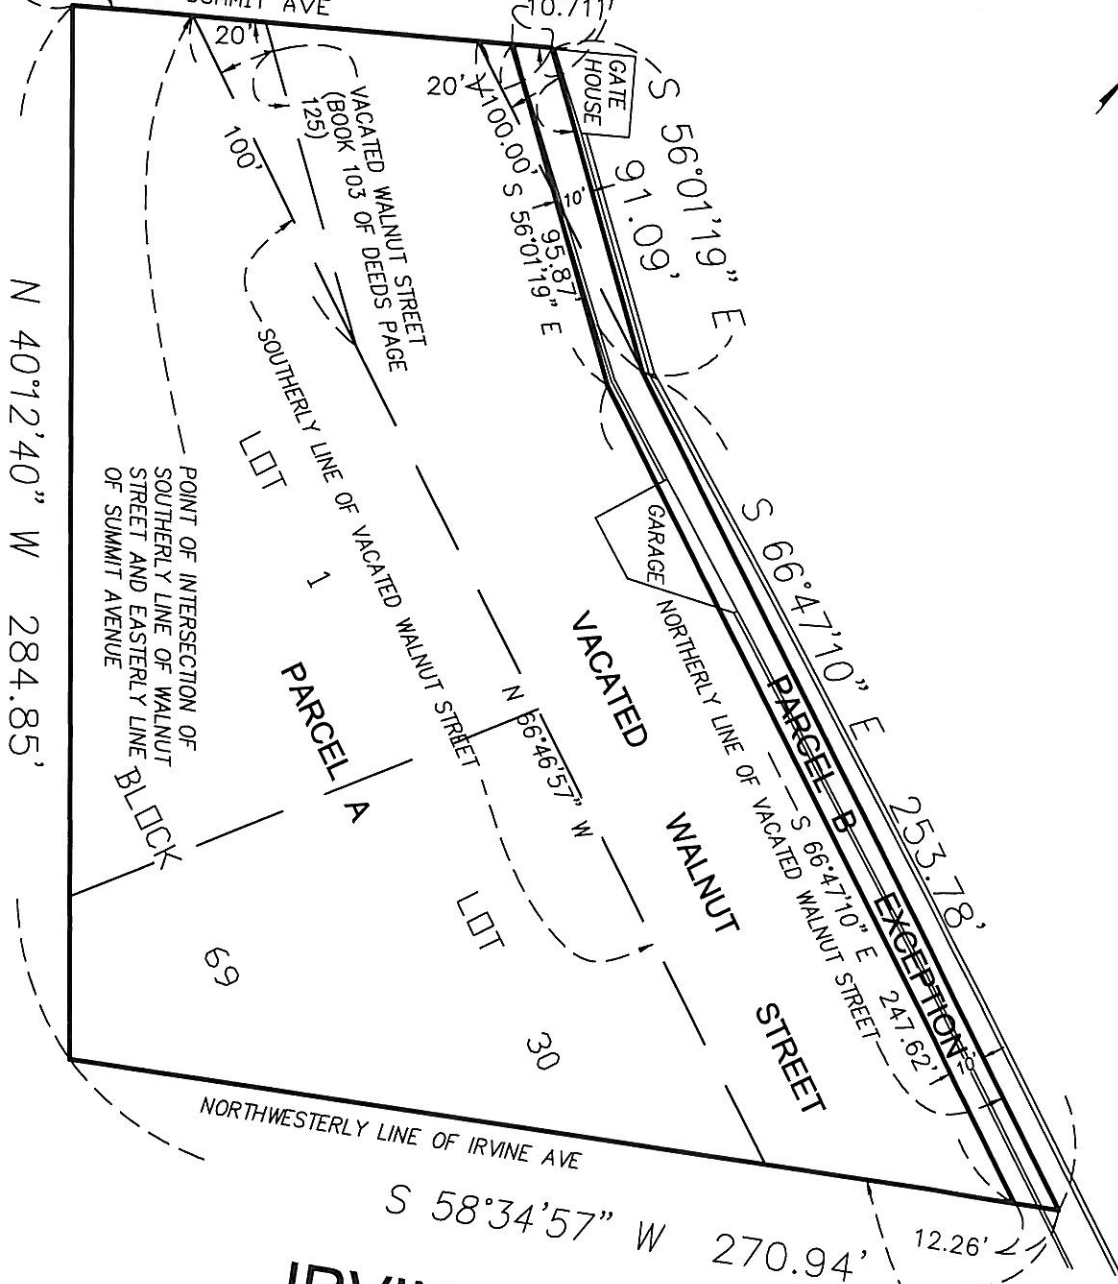 SUMMIT AVE
10.711'
20'
20'
100.00'
100'
GATE
HOUSE
S 56°01'19" E
91.09'
10'
95.87'
S 56°01'19" E
VACATED WALNUT STREET
(BOOK 103 OF DEEDS PAGE
125)
SOUTHERLY LINE OF VACATED WALNUT STREET
N 40°12'40" W 284.85'
POINT OF INTERSECTION OF
SOUTHERLY LINE OF WALNUT
STREET AND EASTERLY LINE
OF SUMMIT AVENUE
LOT
1
PARCEL A
BLOCK
69
LOT
30
N 66°46'57" W
VACATED
WALNUT
STREET
GARAGE
NORTHERLY LINE OF VACATED WALNUT STREET
S 66°47'10" E
253.78'
PARCEL B
EXCEPTION
10'
S 66°47'10" E
247.62'
NORTHWESTERLY LINE OF IRVINE AVE
S 58°34'57" W 270.94'
12.26'